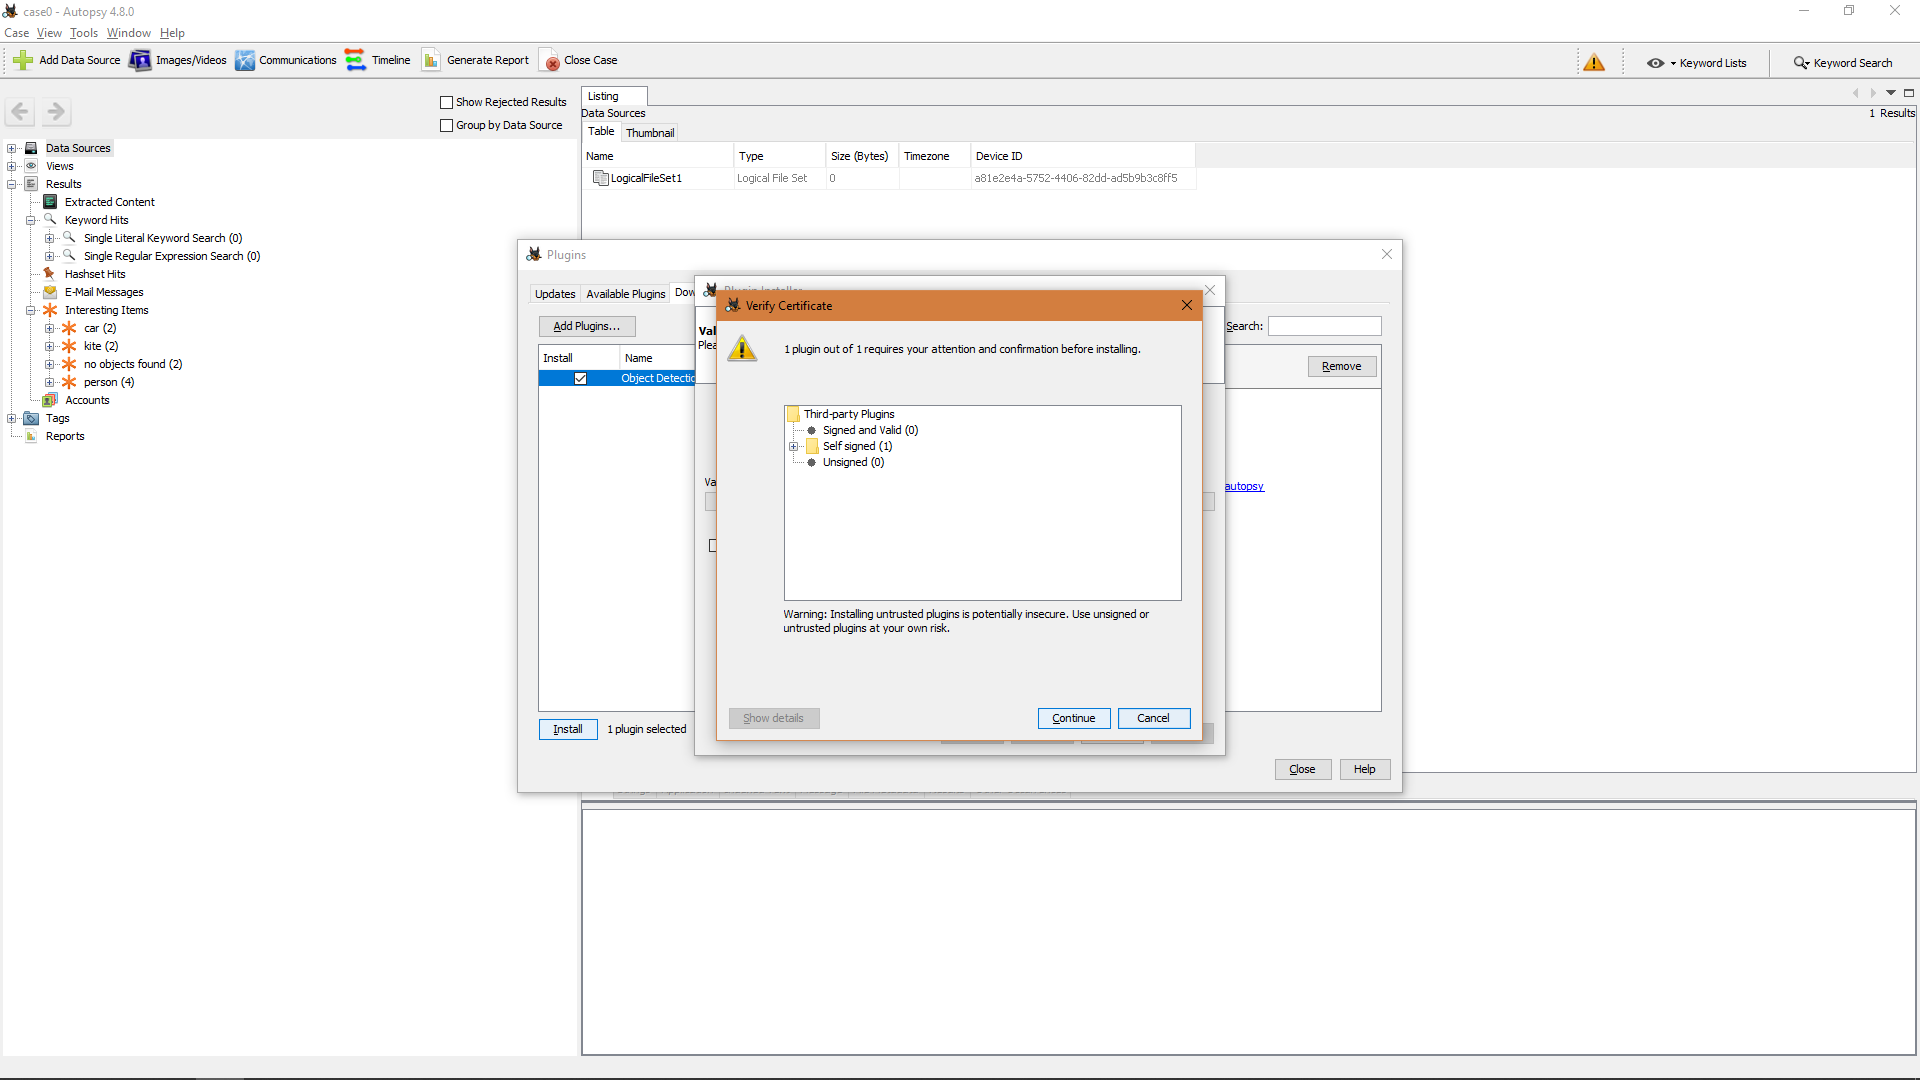 case0 - Autopsy 4.8.0
Case View Tools Window Help
Add Data Source Images/Videos Communications Timeline Generate Report Close Case Keyword Lists Keyword Search
Show Rejected Results
Group by Data Source
Data Sources
Views
Results
Extracted Content
Keyword Hits
Single Literal Keyword Search (0)
Single Regular Expression Search (0)
Hashset Hits
E-Mail Messages
Interesting Items
car (2)
kite (2)
no objects found (2)
person (4)
Accounts
Tags
Reports
Listing
Data Sources
1 Results
Table Thumbnail
Name Type Size (Bytes) Timezone Device ID
LogicalFileSet1 Logical File Set 0 a81e2e4a-5752-4406-82dd-ad5b9b3c8ff5
Plugins
Updates Available Plugins Dow
Add Plugins...
Search:
Install Name
Object Detectio
Remove
autopsy
Install 1 plugin selected
Close Help
Plugin Installer
Val
Plea
Va
Verify Certificate
1 plugin out of 1 requires your attention and confirmation before installing.
Third-party Plugins
Signed and Valid (0)
Self signed (1)
Unsigned (0)
Warning: Installing untrusted plugins is potentially insecure. Use unsigned or
untrusted plugins at your own risk.
Show details Continue Cancel